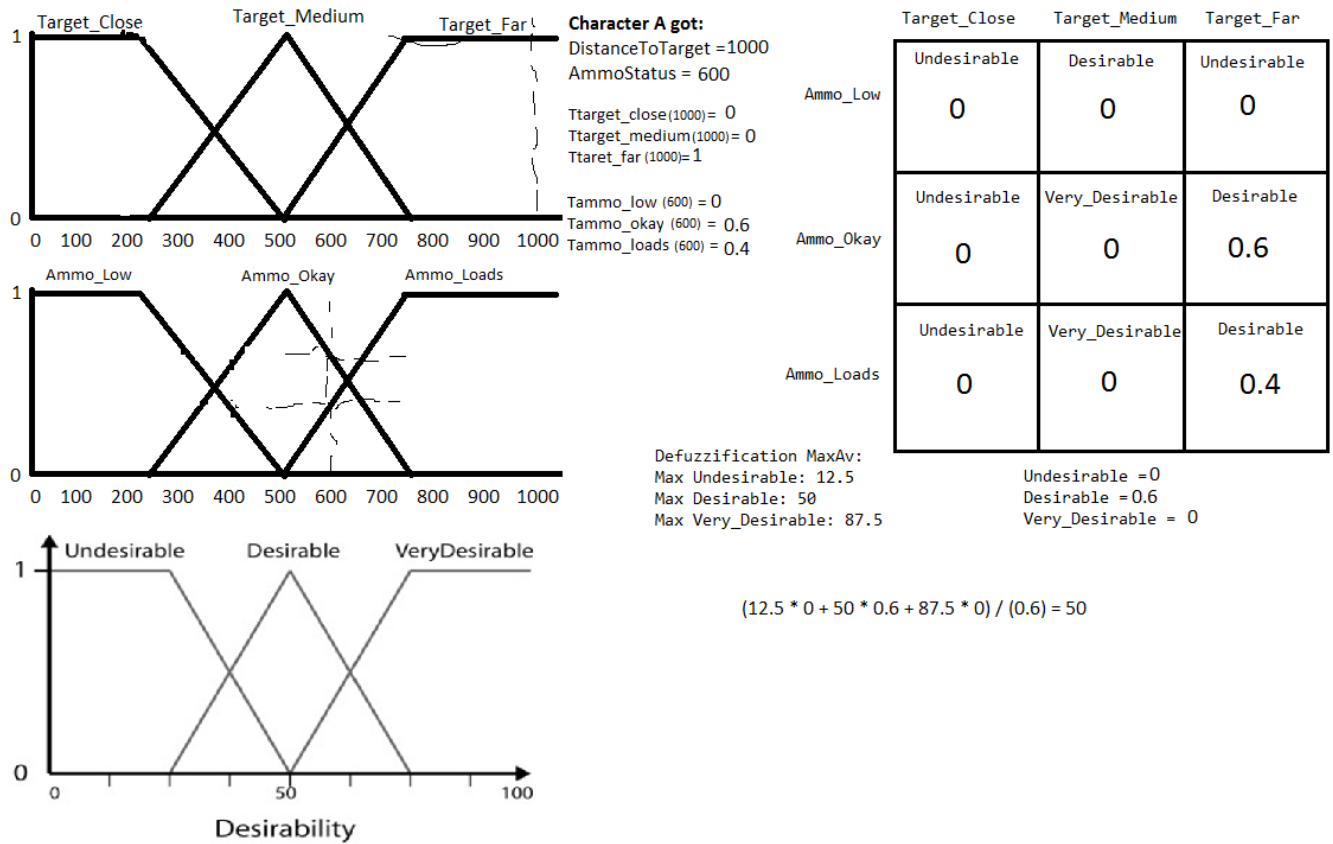 Target_Close
Target_Medium
Target_Far
1
0
0 100 200 300 400 500 600 700 800 900 1000
Ammo_Low
Ammo_Okay
Ammo_Loads
1
0
0 100 200 300 400 500 600 700 800 900 1000
Undesirable
Desirable
VeryDesirable
1
0
0 50 100
Desirability
Character A got:
DistanceToTarget =1000
AmmoStatus = 600
Ttarget_close(1000)= 0
Ttarget_medium(1000)=0
Ttaret_far (1000)=1
Tammo_low (600) = 0
Tammo_okay (600) = 0.6
Tammo_loads (600) = 0.4
Target_Close Target_Medium Target_Far
Ammo_Low
Undesirable Desirable Undesirable
0 0 0
Ammo_Okay
Undesirable Very_Desirable Desirable
0 0 0.6
Ammo_Loads
Undesirable Very_Desirable Desirable
0 0 0.4
Defuzzification MaxAv:
Max Undesirable: 12.5
Max Desirable: 50
Max Very_Desirable: 87.5
Undesirable =0
Desirable =0.6
Very_Desirable = 0
(12.5 * 0 + 50 * 0.6 + 87.5 * 0) / (0.6) = 50